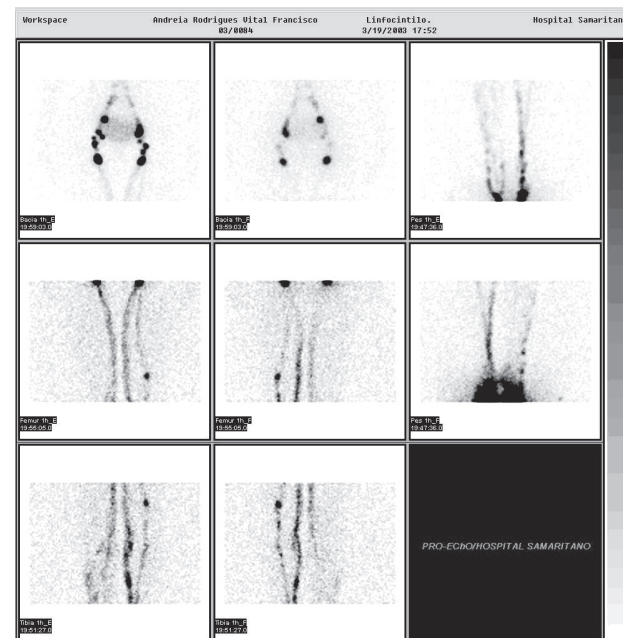 Workspace Andreia Rodrigues Vital Francisco Linfocintilo. Hospital Samaritan
03/0084 3/19/2003 17:52
Bacia 1h_E
19:59:03.0
Bacia 1h_F
19:59:03.0
Pes 1h_E
19:47:36.0
Femur 1h_E
19:55:05.0
Femur 1h_F
19:55:05.0
Pes 1h_F
19:47:36.0
Tibia 1h_E
19:51:27.0
Tibia 1h_F
19:51:27.0
PRO-ECbO/HOSPITAL SAMARITANO